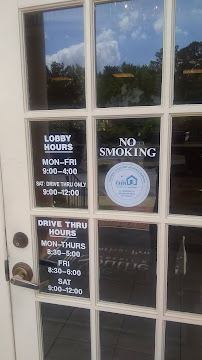 LOBBY
HOURS
MON-FRI
9:00-4:00
SAT: DRIVE THRU ONLY
9:00-12:00
NO
SMOKING
DRIVE THRU
HOURS
MON-THURS
8:30-5:00
FRI
8:30-6:00
SAT
9:00-12:00